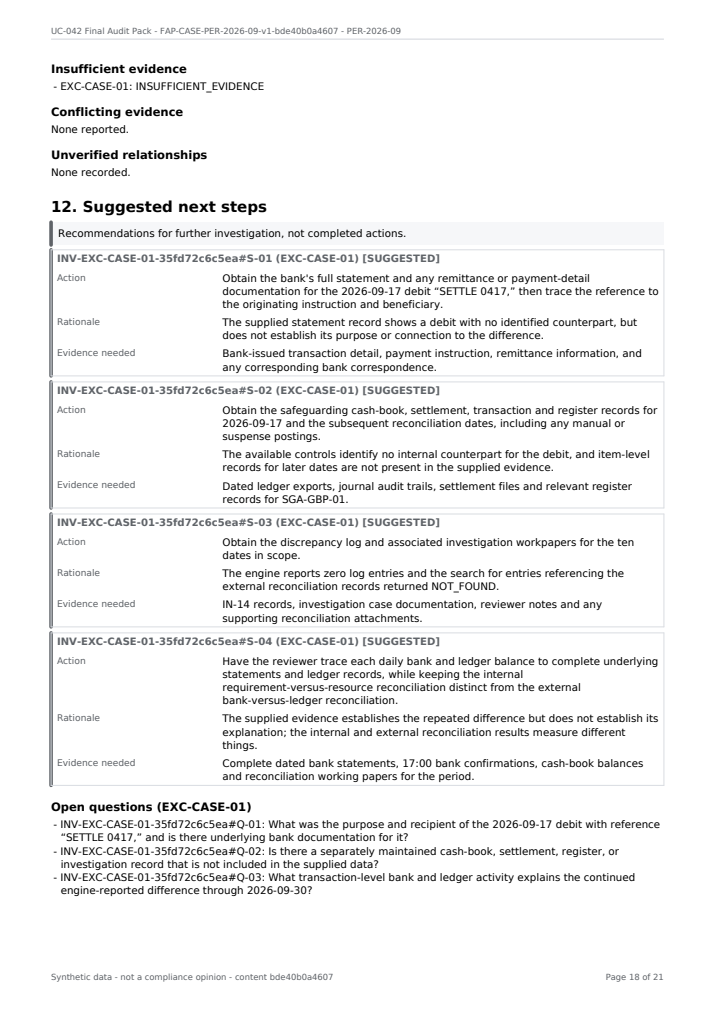 UC-042 Final Audit Pack - FAP-CASE-PER-2026-09-v1-bde40b0a4607 - PER-2026-09
Insufficient evidence
- EXC-CASE-01: INSUFFICIENT_EVIDENCE
Conflicting evidence
None reported.
Unverified relationships
None recorded.
12. Suggested next steps
Recommendations for further investigation, not completed actions.
INV-EXC-CASE-01-35fd72c6c5ea#S-01 (EXC-CASE-01) [SUGGESTED]
Action
Obtain the bank's full statement and any remittance or payment-detail
documentation for the 2026-09-17 debit “SETTLE 0417,” then trace the reference to
the originating instruction and beneficiary.
Rationale
The supplied statement record shows a debit with no identified counterpart, but
does not establish its purpose or connection to the difference.
Evidence needed
Bank-issued transaction detail, payment instruction, remittance information, and
any corresponding bank correspondence.
INV-EXC-CASE-01-35fd72c6c5ea#S-02 (EXC-CASE-01) [SUGGESTED]
Action
Obtain the safeguarding cash-book, settlement, transaction and register records for
2026-09-17 and the subsequent reconciliation dates, including any manual or
suspense postings.
Rationale
The available controls identify no internal counterpart for the debit, and item-level
records for later dates are not present in the supplied evidence.
Evidence needed
Dated ledger exports, journal audit trails, settlement files and relevant register
records for SGA-GBP-01.
INV-EXC-CASE-01-35fd72c6c5ea#S-03 (EXC-CASE-01) [SUGGESTED]
Action
Obtain the discrepancy log and associated investigation workpapers for the ten
dates in scope.
Rationale
The engine reports zero log entries and the search for entries referencing the
external reconciliation records returned NOT_FOUND.
Evidence needed
IN-14 records, investigation case documentation, reviewer notes and any
supporting reconciliation attachments.
INV-EXC-CASE-01-35fd72c6c5ea#S-04 (EXC-CASE-01) [SUGGESTED]
Action
Have the reviewer trace each daily bank and ledger balance to complete underlying
statements and ledger records, while keeping the internal
requirement-versus-resource reconciliation distinct from the external
bank-versus-ledger reconciliation.
Rationale
The supplied evidence establishes the repeated difference but does not establish its
explanation; the internal and external reconciliation results measure different
things.
Evidence needed
Complete dated bank statements, 17:00 bank confirmations, cash-book balances
and reconciliation working papers for the period.
Open questions (EXC-CASE-01)
- INV-EXC-CASE-01-35fd72c6c5ea#Q-01: What was the purpose and recipient of the 2026-09-17 debit with reference
“SETTLE 0417,” and is there underlying bank documentation for it?
- INV-EXC-CASE-01-35fd72c6c5ea#Q-02: Is there a separately maintained cash-book, settlement, register, or
investigation record that is not included in the supplied data?
- INV-EXC-CASE-01-35fd72c6c5ea#Q-03: What transaction-level bank and ledger activity explains the continued
engine-reported difference through 2026-09-30?
Synthetic data - not a compliance opinion - content bde40b0a4607
Page 18 of 21